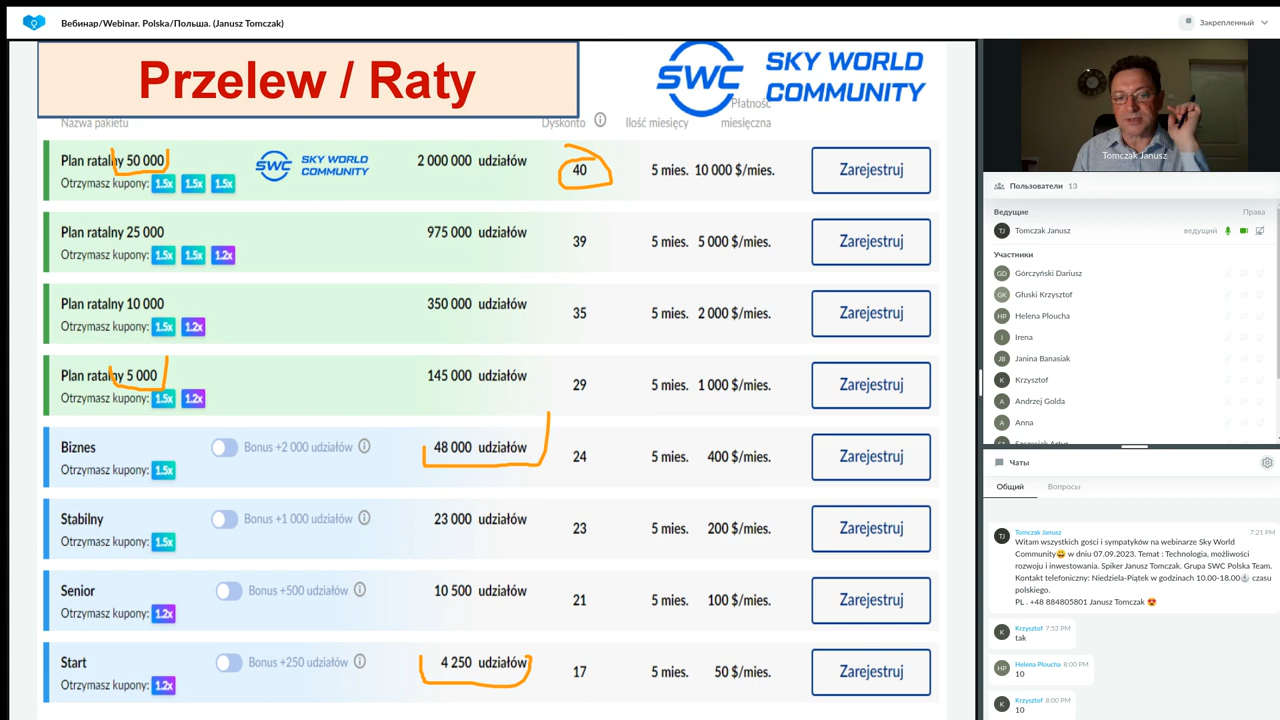 Вебинар/Webinar. Polska/Польша. (Janusz Tomczak)
Закрепленный
Przelew / Raty
SWC SKY WORLD COMMUNITY
Nazwa pakietu
Dyskonto
Ilość miesięcy
Płatność miesięczna
Plan ratalny 50 000
SWC SKY WORLD COMMUNITY
2 000 000 udziałów
40
5 mies. 10 000 $/mies.
Zarejestruj
Otrzymasz kupony: 1.5x 1.5x 1.5x
Plan ratalny 25 000
975 000 udziałów
39
5 mies. 5 000 $/mies.
Zarejestruj
Otrzymasz kupony: 1.5x 1.5x 1.2x
Plan ratalny 10 000
350 000 udziałów
35
5 mies. 2 000 $/mies.
Zarejestruj
Otrzymasz kupony: 1.5x 1.2x
Plan ratalny 5 000
145 000 udziałów
29
5 mies. 1 000 $/mies.
Zarejestruj
Otrzymasz kupony: 1.5x 1.2x
Biznes
Bonus +2 000 udziałów
48 000 udziałów
24
5 mies. 400 $/mies.
Zarejestruj
Otrzymasz kupony: 1.5x
Stabilny
Bonus +1 000 udziałów
23 000 udziałów
23
5 mies. 200 $/mies.
Zarejestruj
Otrzymasz kupony: 1.5x
Senior
Bonus +500 udziałów
10 500 udziałów
21
5 mies. 100 $/mies.
Zarejestruj
Otrzymasz kupony: 1.2x
Start
Bonus +250 udziałów
4 250 udziałów
17
5 mies. 50 $/mies.
Zarejestruj
Otrzymasz kupony: 1.2x
Tomczak Janusz
Пользователи 13
Ведущие
Права
TJ Tomczak Janusz
ведущий
Участники
GD Górczyński Dariusz
GK Głuski Krzysztof
HP Helena Ploucha
I Irena
JB Janina Banasiak
K Krzysztof
A Andrzej Golda
A Anna
Чаты
Общий
Вопросы
TJ Tomczak Janusz 7:21 PM
Witam wszystkich gości i sympatyków na webinarze Sky World
Community😃 w dniu 07.09.2023. Temat : Technologia, możliwości
rozwoju i inwestowania. Spiker Janusz Tomczak. Grupa SWC Polska Team.
Kontakt telefoniczny: Niedziela-Piątek w godzinach 10.00-18.00 czasu
polskiego.
PL . +48 884805801 Janusz Tomczak 😍
K Krzysztof 7:53 PM
tak
HP Helena Ploucha 8:00 PM
10
K Krzysztof 8:00 PM
10